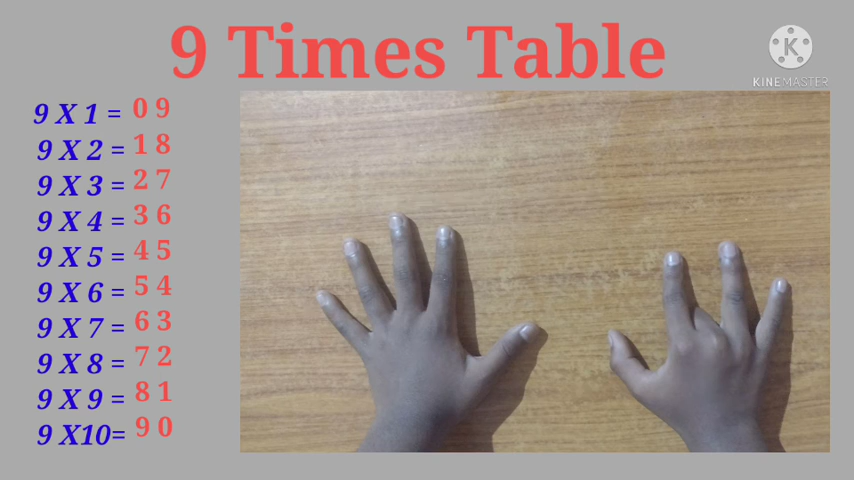 9 Times Table
K
KINEMASTER
9 X 1 = 0 9
9 X 2 = 1 8
9 X 3 = 2 7
9 X 4 = 3 6
9 X 5 = 4 5
9 X 6 = 5 4
9 X 7 = 6 3
9 X 8 = 7 2
9 X 9 = 8 1
9 X10= 9 0